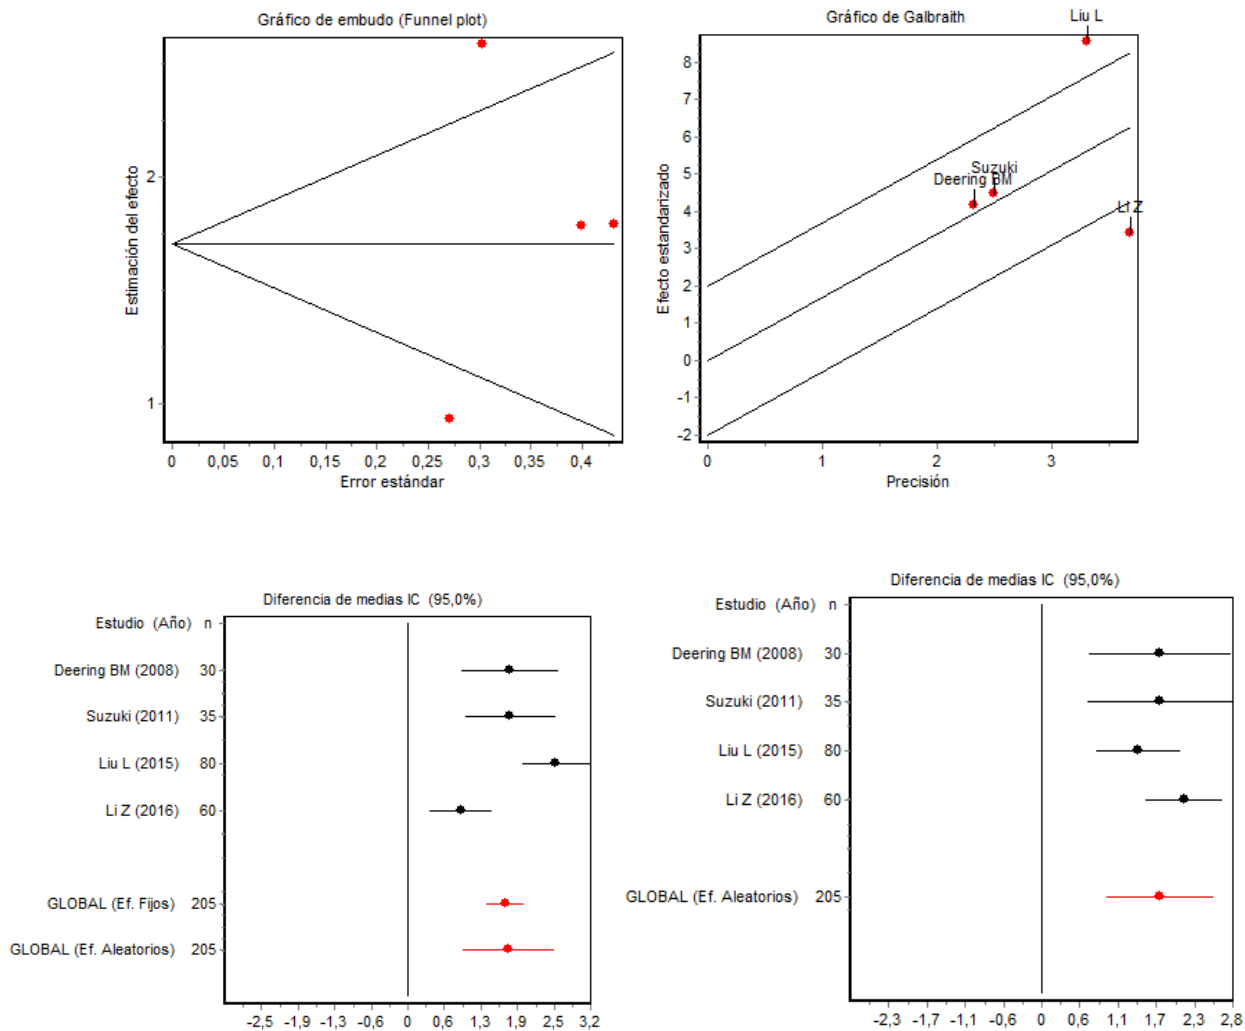 Gráfico de embudo (Funnel plot)
Estimación del efecto
2
1
0 0,05 0,1 0,15 0,2 0,25 0,3 0,35 0,4
Error estándar
Gráfico de Galbraith
Liu L
Suzuki
Deering BM
Li Z
Efecto estandarizado
8
7
6
5
4
3
2
1
0
-1
-2
0 1 2 3
Precisión
Diferencia de medias IC (95,0%)
Estudio (Año) n
Deering BM (2008) 30
Suzuki (2011) 35
Liu L (2015) 80
Li Z (2016) 60
GLOBAL (Ef. Fijos) 205
GLOBAL (Ef. Aleatorios) 205
-2,5 -1,9 -1,3 -0,6 0 0,6 1,3 1,9 2,5 3,2
Diferencia de medias IC (95,0%)
Estudio (Año) n
Deering BM (2008) 30
Suzuki (2011) 35
Liu L (2015) 80
Li Z (2016) 60
GLOBAL (Ef. Aleatorios) 205
-2,3 -1,7 -1,1 -0,6 0 0,6 1,1 1,7 2,3 2,8